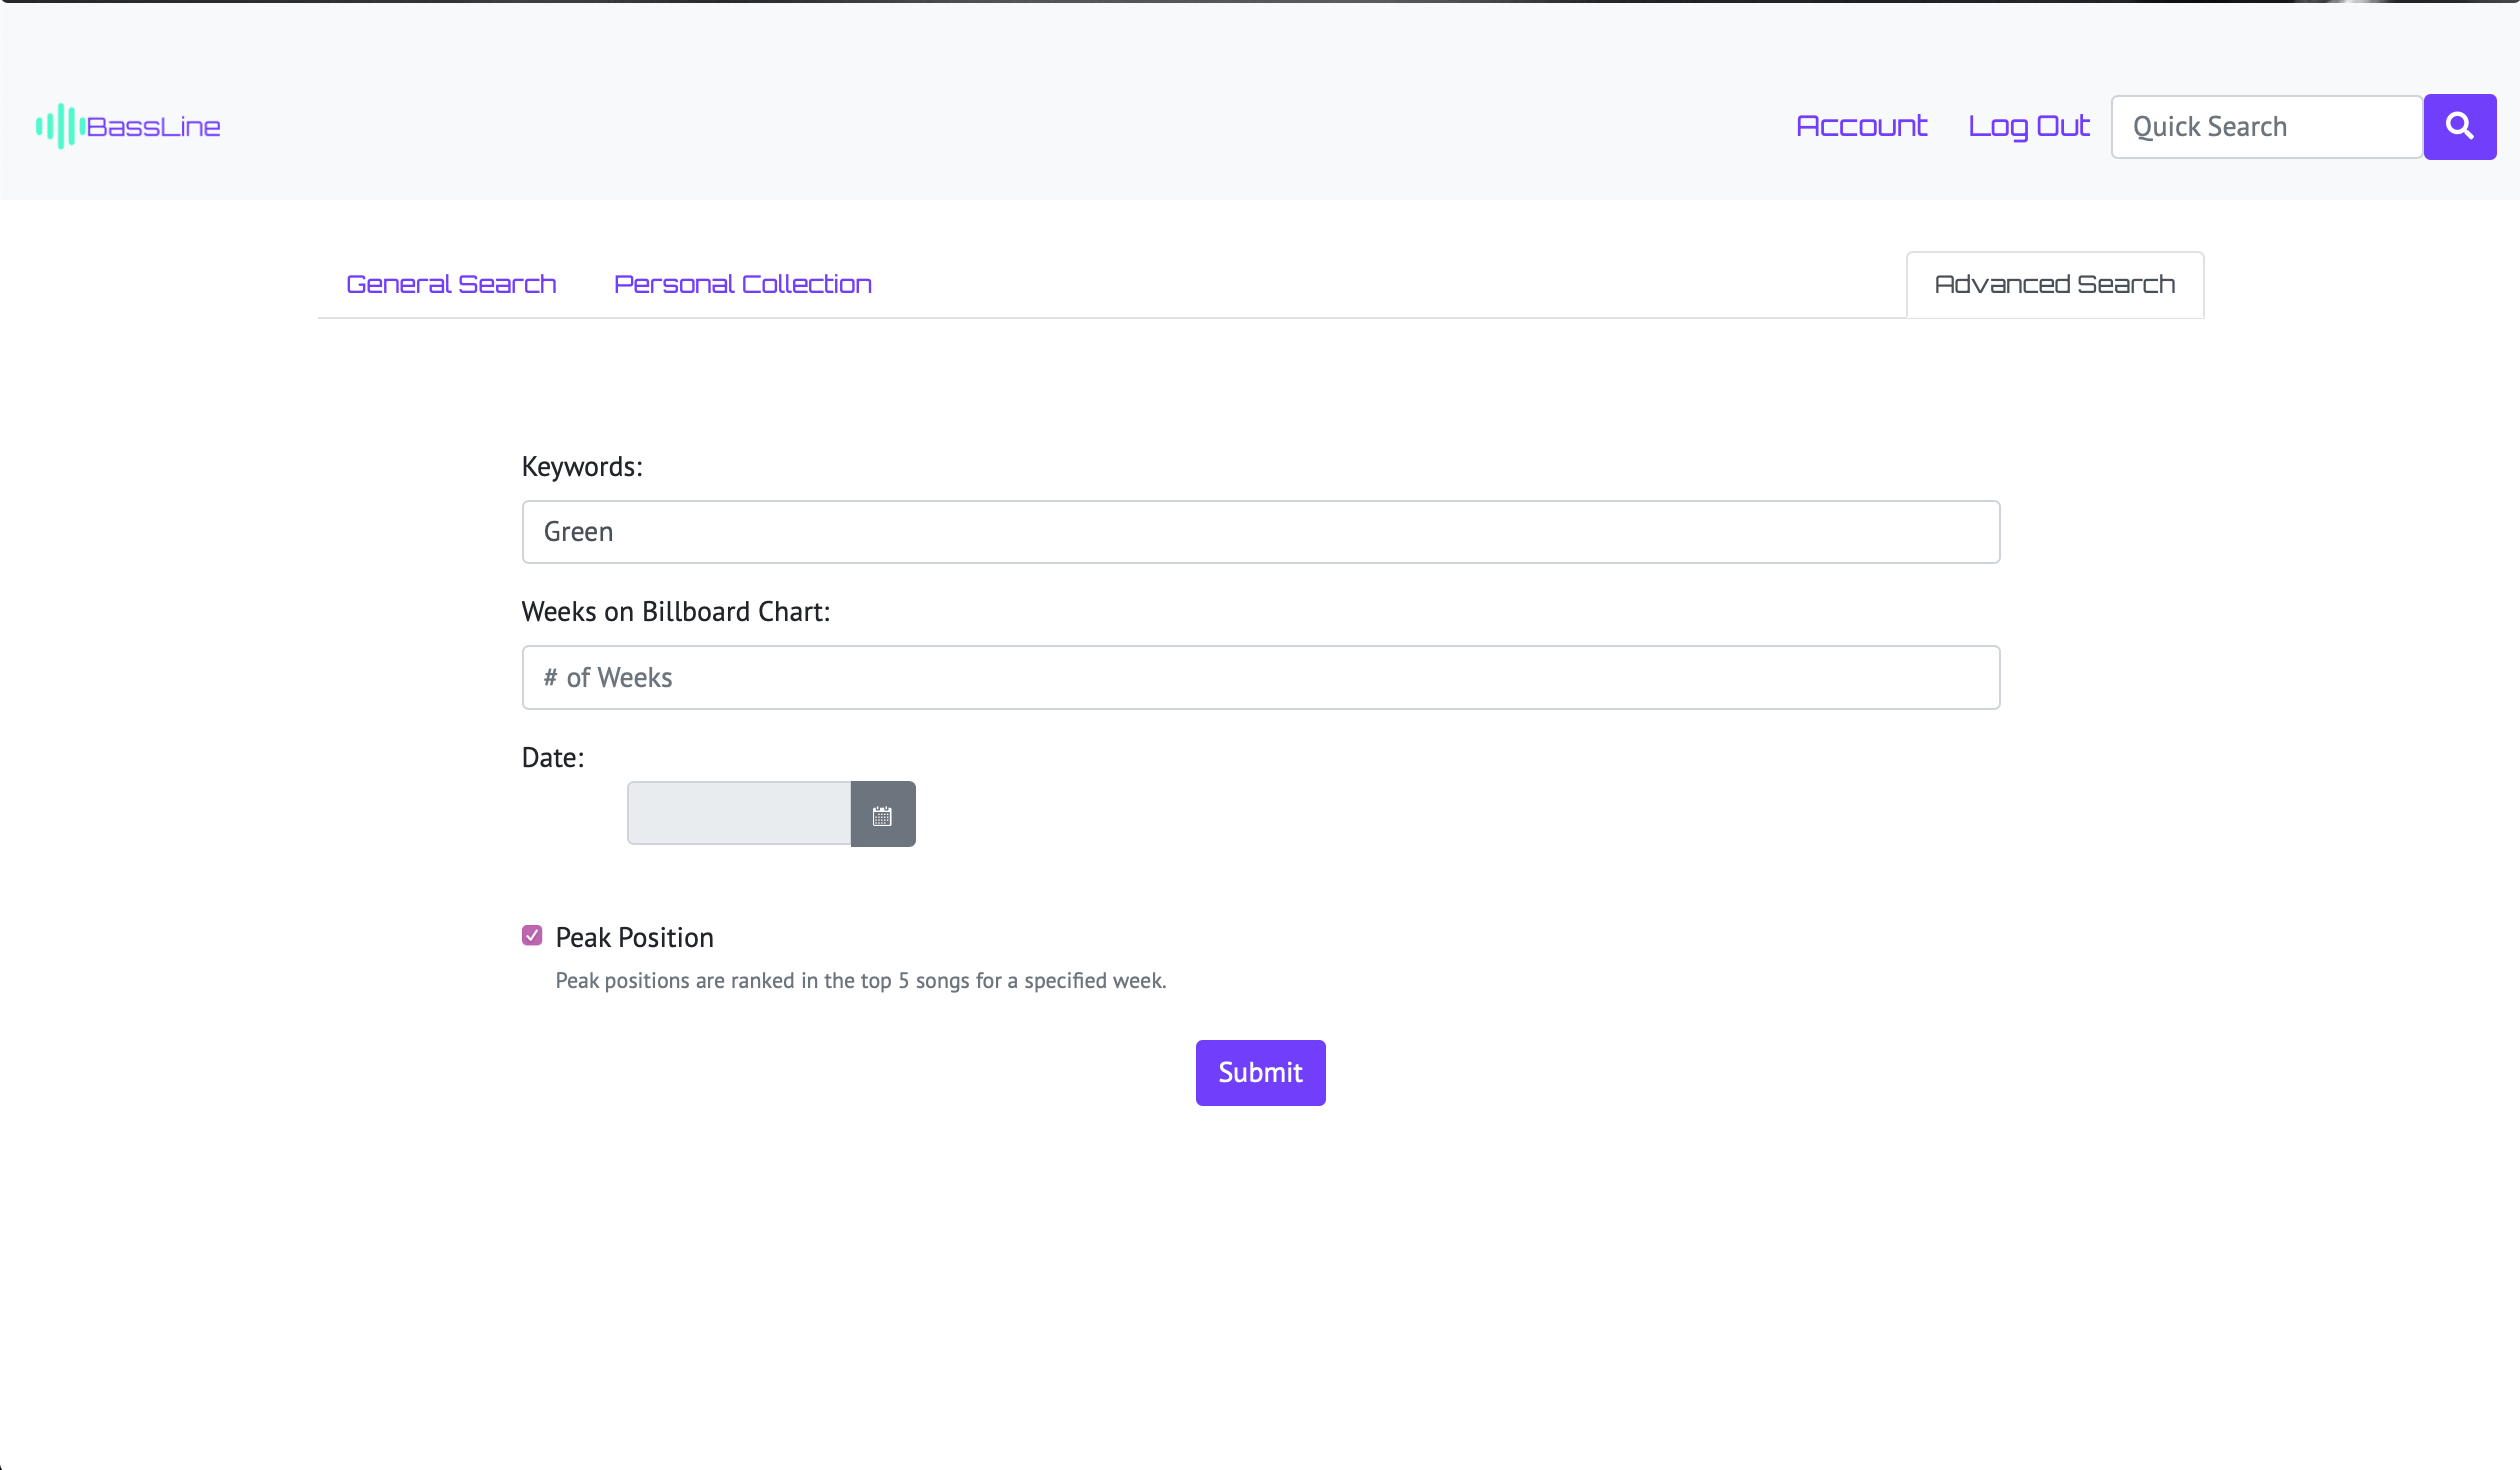 BassLine
Account Log Out Quick Search
General Search Personal Collection Advanced Search
Keywords:
Green
Weeks on Billboard Chart:
# of Weeks
Date:
Peak Position
Peak positions are ranked in the top 5 songs for a specified week.
Submit